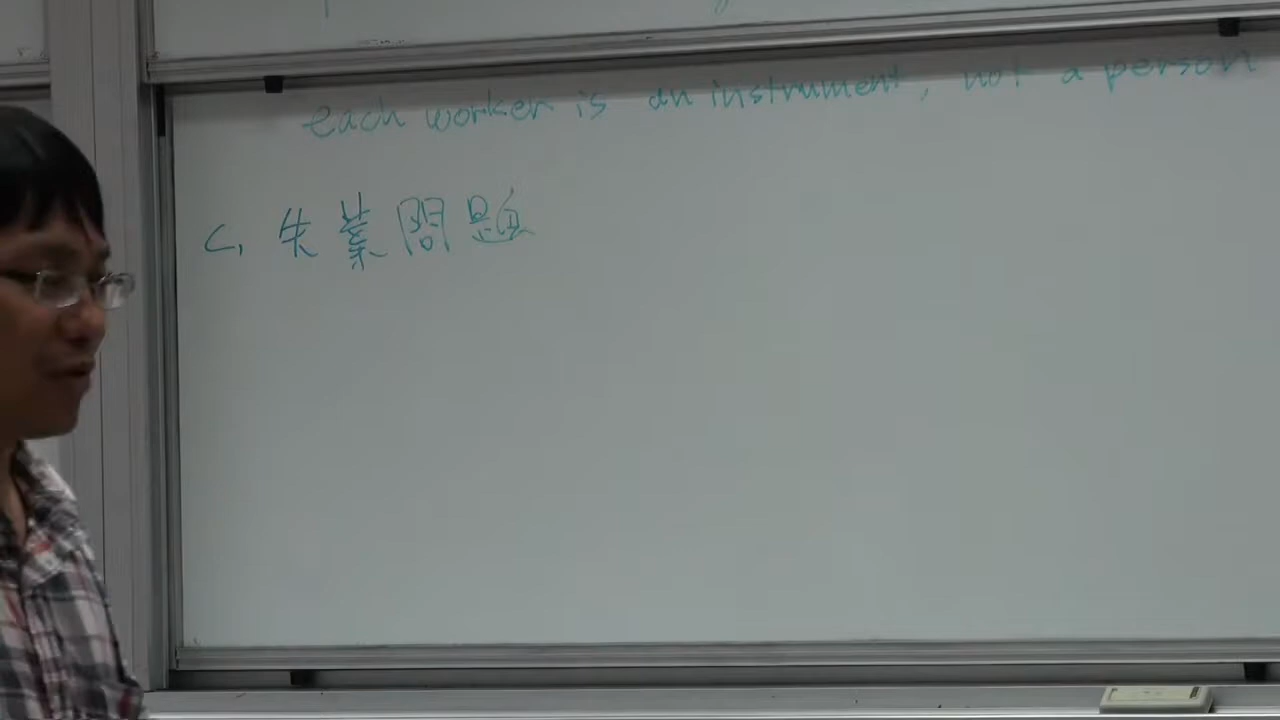 each worker is an instrument, not a person
C. 失業問題